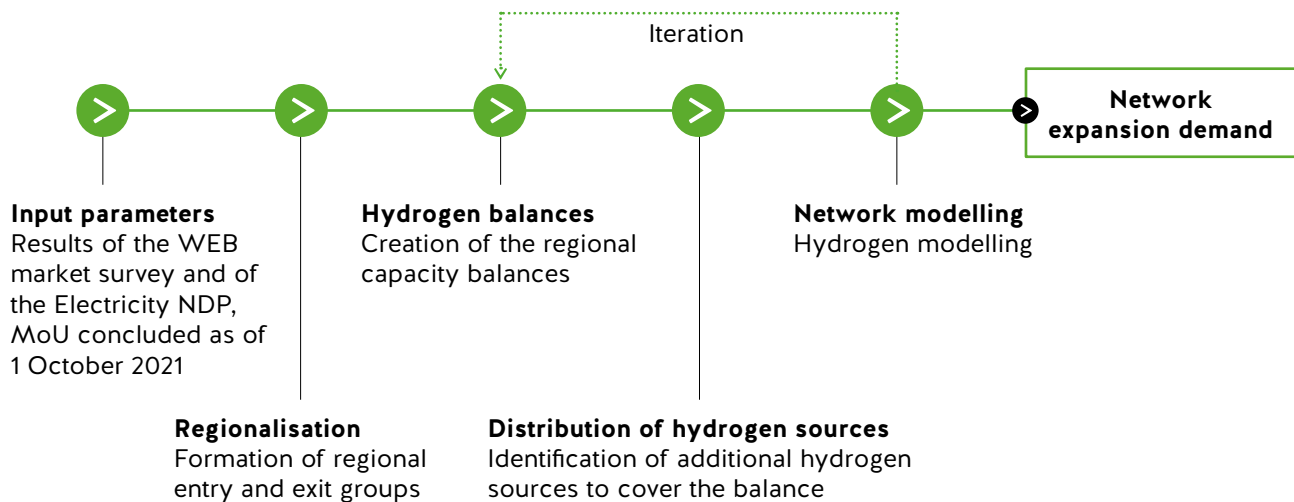 Iteration
Network
expansion demand
Input parameters
Results of the WEB
market survey and of
the Electricity NDP,
MoU concluded as of
1 October 2021
Hydrogen balances
Creation of the regional
capacity balances
Network modelling
Hydrogen modelling
Regionalisation
Formation of regional
entry and exit groups
Distribution of hydrogen sources
Identification of additional hydrogen
sources to cover the balance